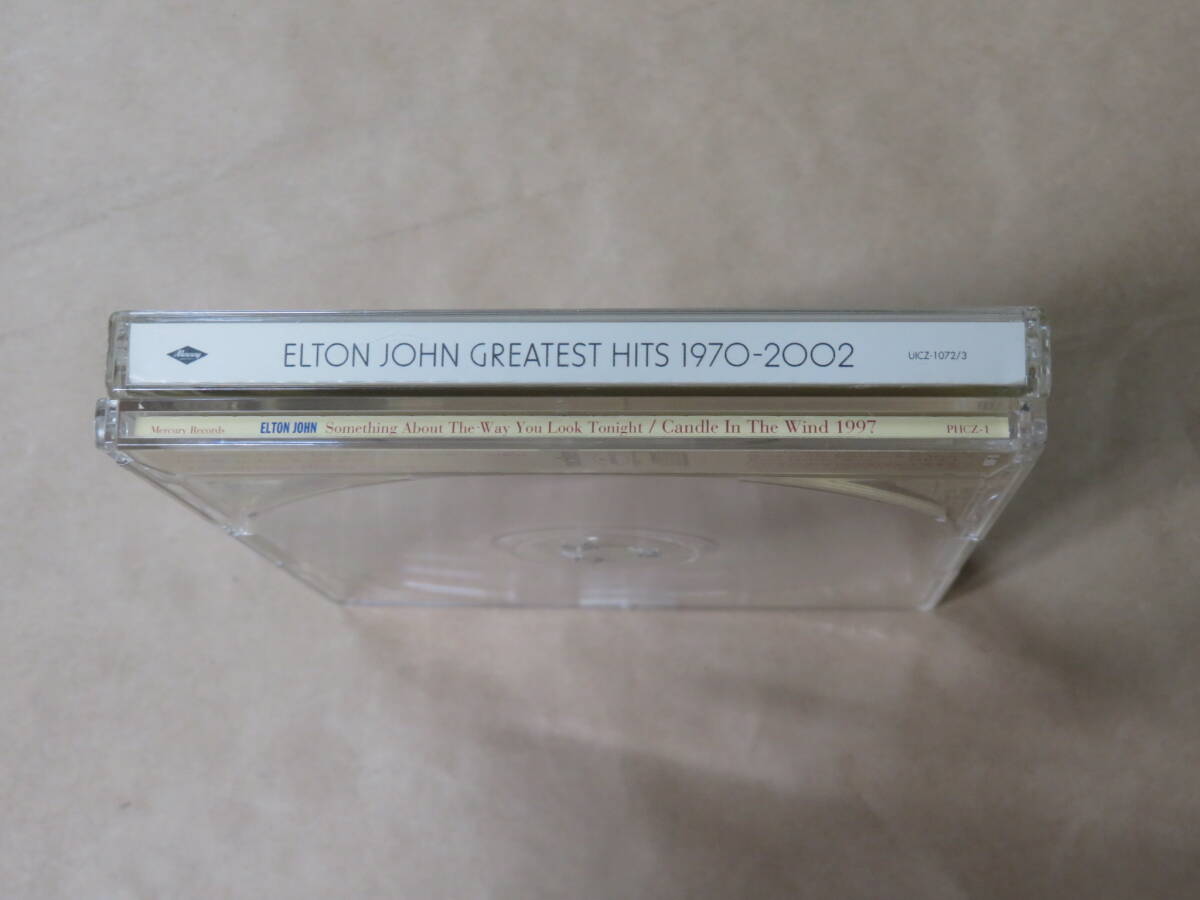 Mercury ELTON JOHN GREATEST HITS 1970-2002 UICZ-1072/3
Mercury Records ELTON JOHN Something About The Way You Look Tonight / Candle In The Wind 1997 PHCZ-1